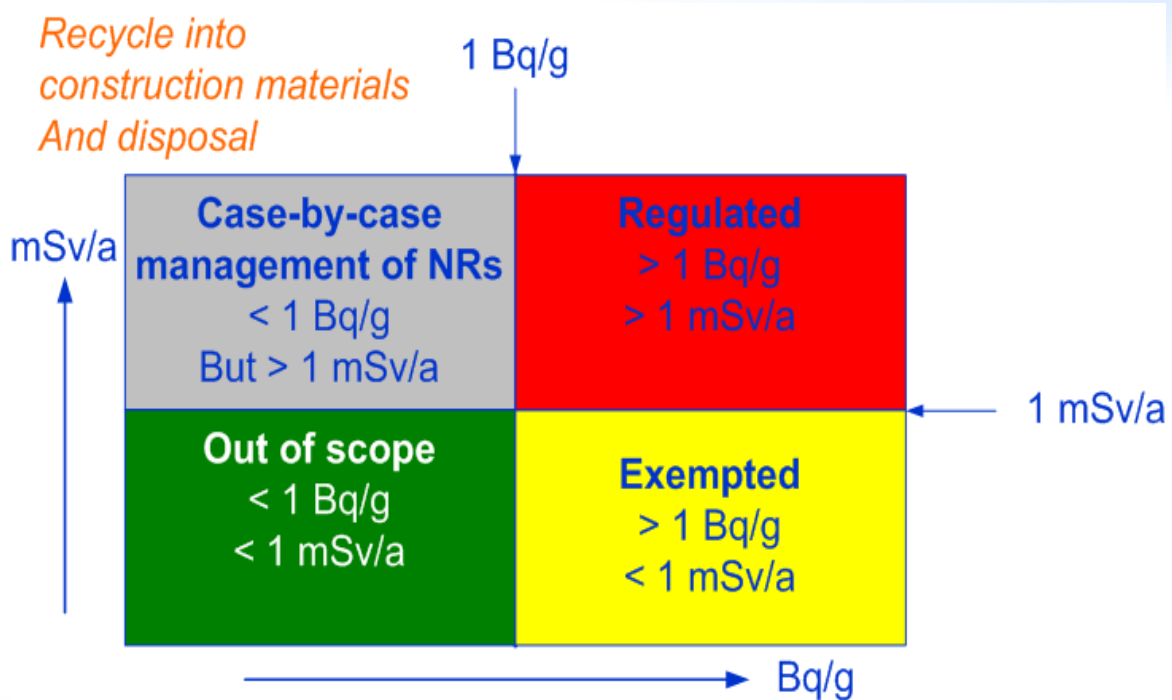 Recycle into
construction materials
And disposal
1 Bq/g
mSv/a
Case-by-case
management of NRs
< 1 Bq/g
But > 1 mSv/a
Regulated
> 1 Bq/g
> 1 mSv/a
1 mSv/a
Out of scope
< 1 Bq/g
< 1 mSv/a
Exempted
> 1 Bq/g
< 1 mSv/a
Bq/g